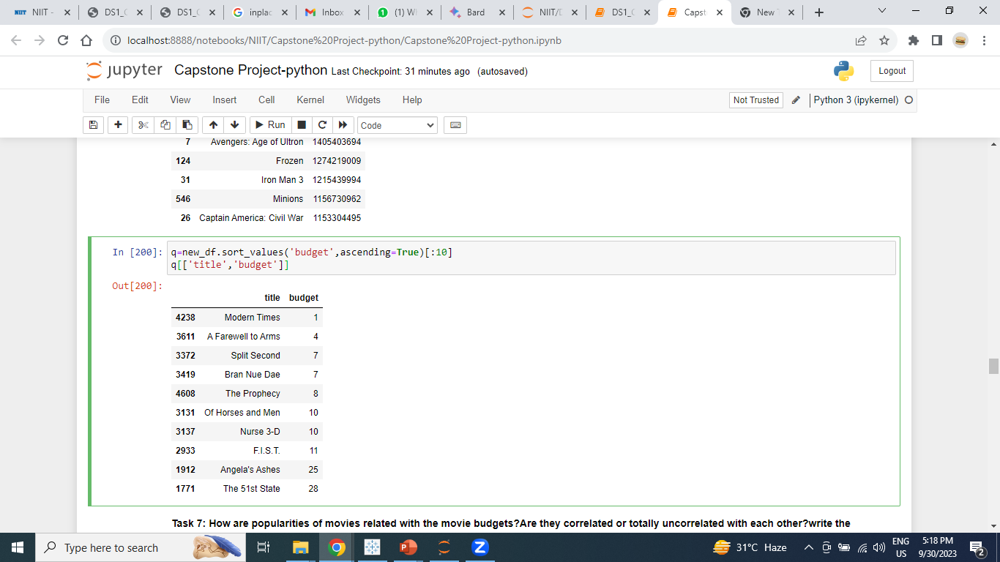 NIIT - DS1_C DS1_C inplac Inbox (1) W Bard NIIT/D DS1_C Capst New T
localhost:8888/notebooks/NIIT/Capstone%20Project-python/Capstone%20Project-python.ipynb
jupyter Capstone Project-python Last Checkpoint: 31 minutes ago (autosaved) Logout
File Edit View Insert Cell Kernel Widgets Help Not Trusted Python 3 (ipykernel)
Run Code
7 Avengers: Age of Ultron 1405403694
124 Frozen 1274219009
31 Iron Man 3 1215439994
546 Minions 1156730962
26 Captain America: Civil War 1153304495
In [200]: q=new_df.sort_values('budget',ascending=True)[:10]
q[['title','budget']]
Out[200]:
title budget
4238 Modern Times 1
3611 A Farewell to Arms 4
3372 Split Second 7
3419 Bran Nue Dae 7
4608 The Prophecy 8
3131 Of Horses and Men 10
3137 Nurse 3-D 10
2933 F.I.S.T. 11
1912 Angela's Ashes 25
1771 The 51st State 28
Task 7: How are popularities of movies related with the movie budgets?Are they correlated or totally uncorrelated with each other?write the
Type here to search 31°C Haze ENG US 5:18 PM 9/30/2023 2